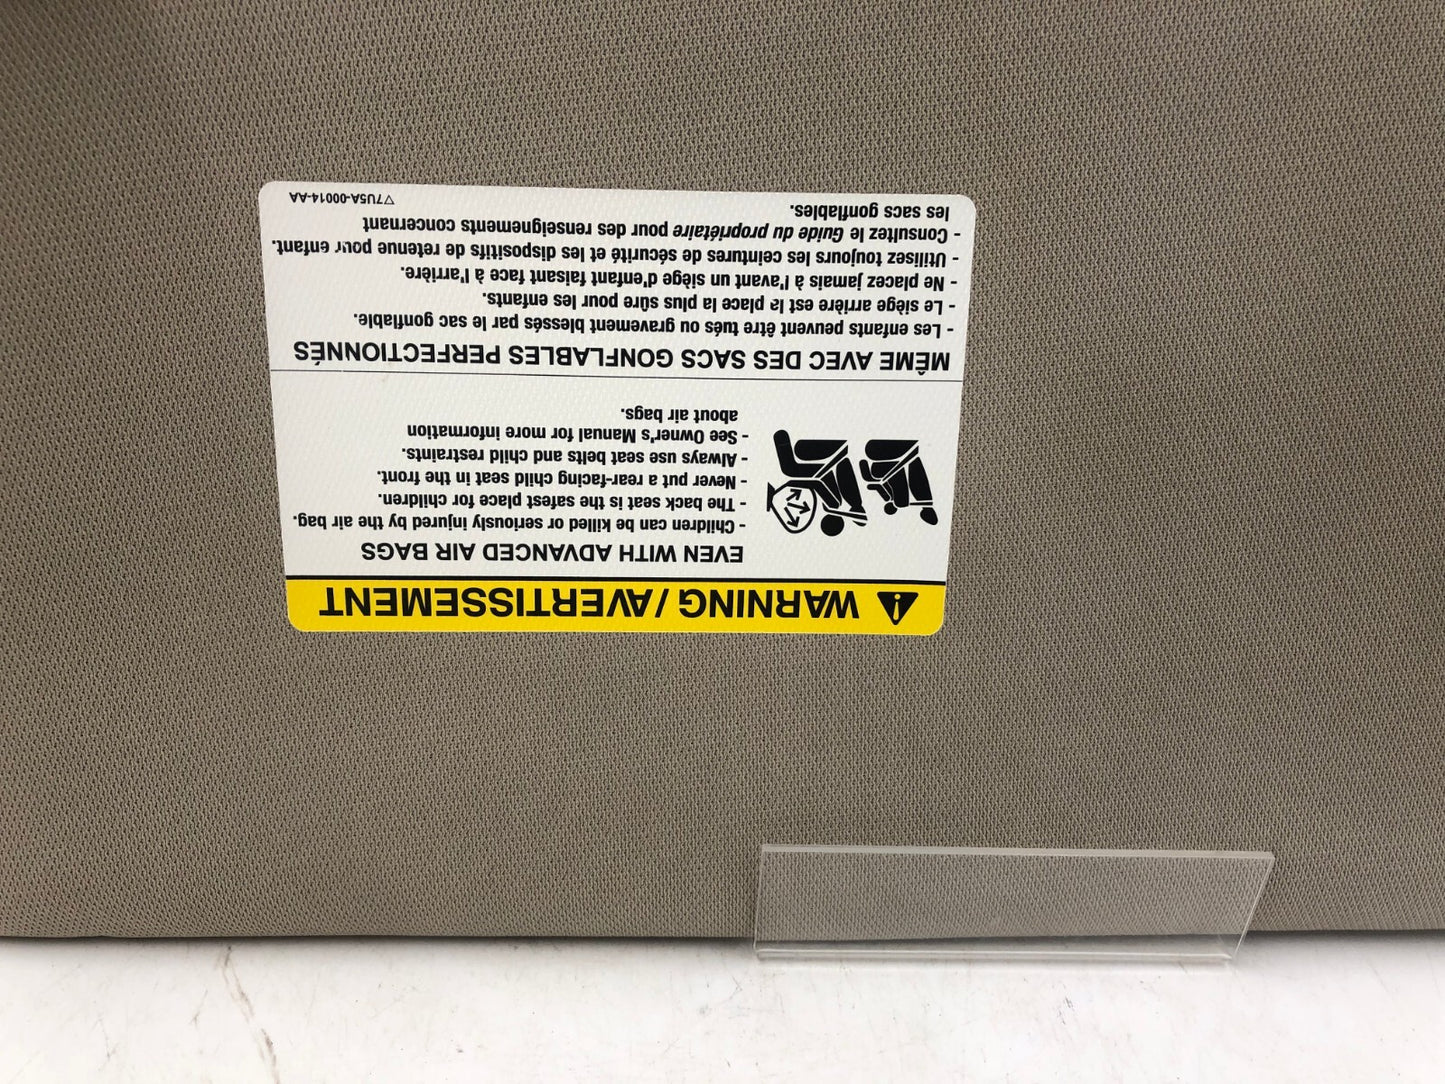 WARNING / AVERTISSEMENT
EVEN WITH ADVANCED AIR BAGS
- Children can be killed or seriously injured by the air bag.
- The back seat is the safest place for children.
- Never put a rear-facing child seat in the front.
- Always use seat belts and child restraints.
- See Owner's Manual for more information
about air bags.
MÊME AVEC DES SACS GONFLABLES PERFECTIONNÉS
- Les enfants peuvent être tués ou gravement blessés par le sac gonflable.
- Le siège arrière est la place la plus sûre pour les enfants.
- Ne placez jamais à l'avant un siège d'enfant faisant face à l'arrière.
- Utilisez toujours les ceintures de sécurité et les dispositifs de retenue pour enfant.
- Consultez le Guide du propriétaire pour des renseignements concernant
les sacs gonflables.
▽7U5A-00014-AA